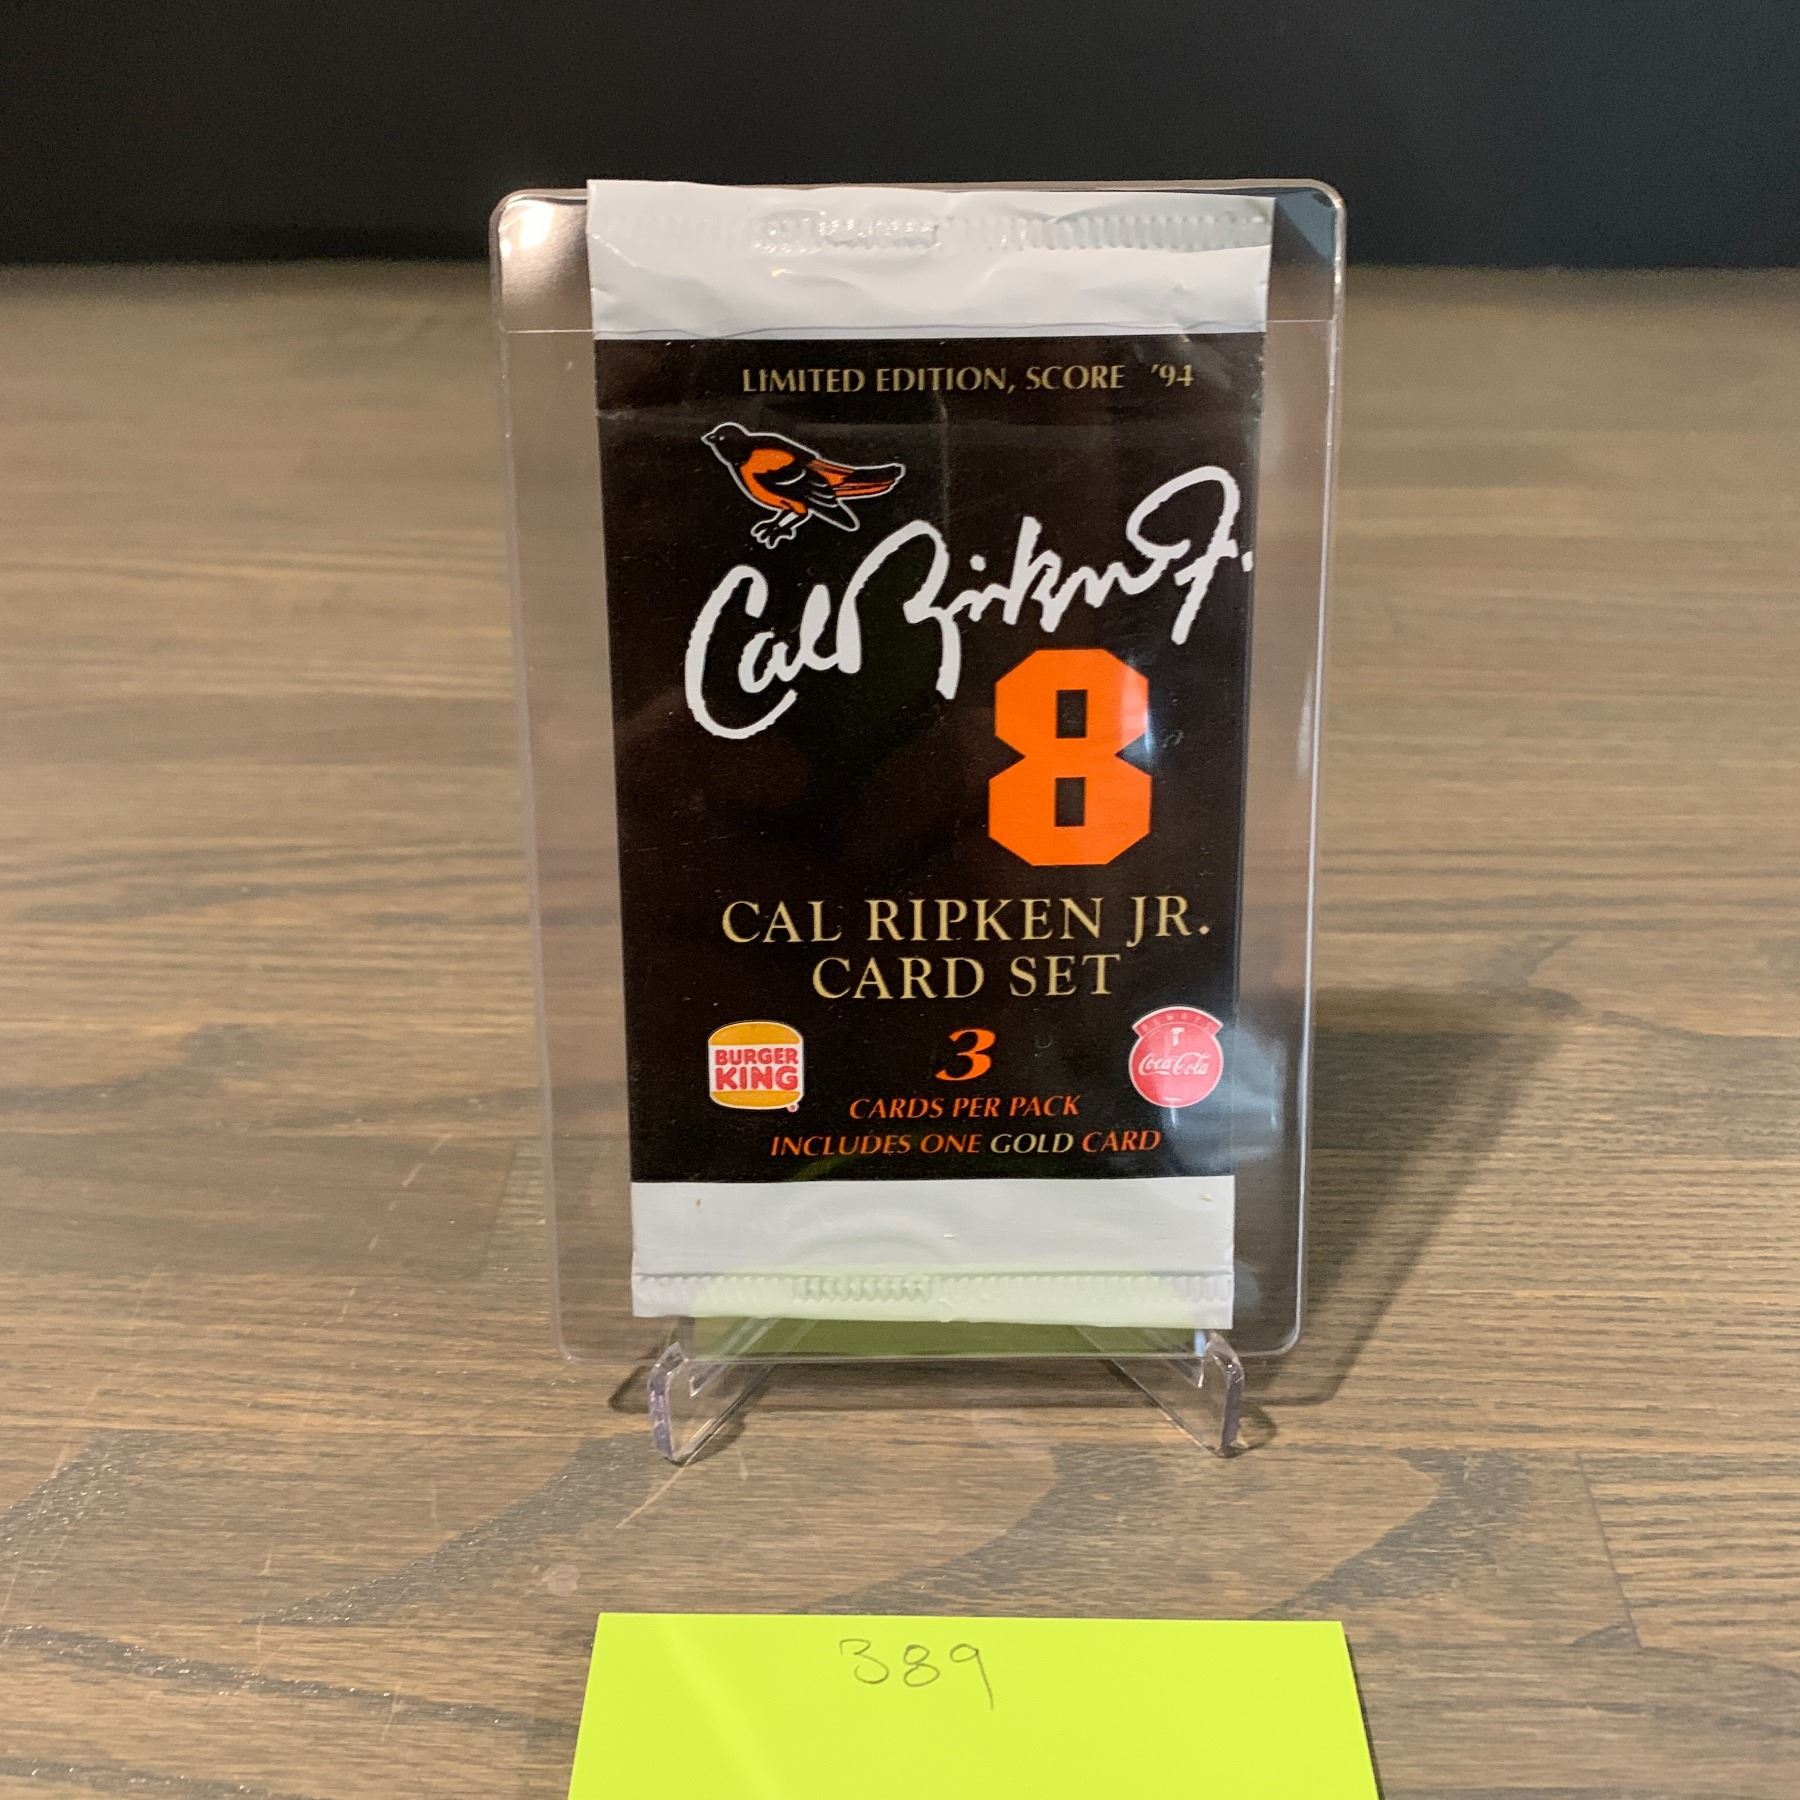 LIMITED EDITION, SCORE '94
Cal Ripken Jr.
8
CAL RIPKEN JR.
CARD SET
BURGER
KING
3
ALWAYS
Coca-Cola
CARDS PER PACK
INCLUDES ONE GOLD CARD
389